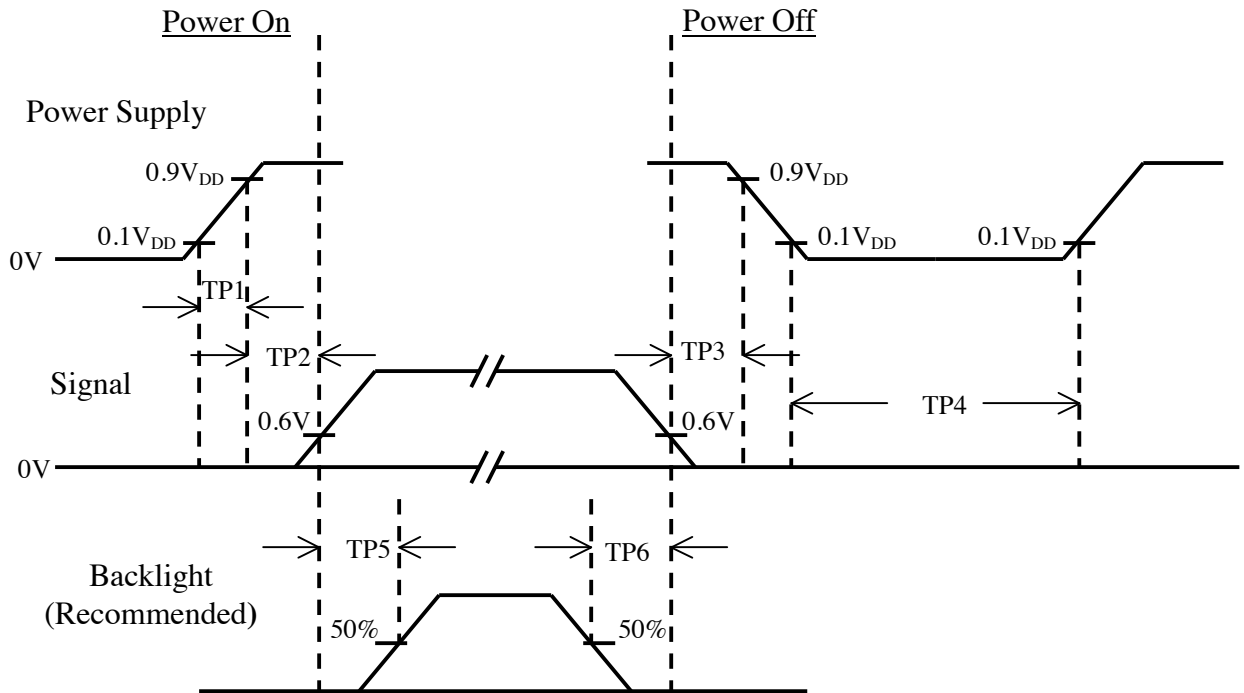 Power On
Power Off
Power Supply
0.9VDD
0.9VDD
0.1VDD
0.1VDD
0.1VDD
0V
TP1
TP2
TP3
Signal
TP4
0.6V
0.6V
0V
TP5
TP6
Backlight
(Recommended)
50%
50%